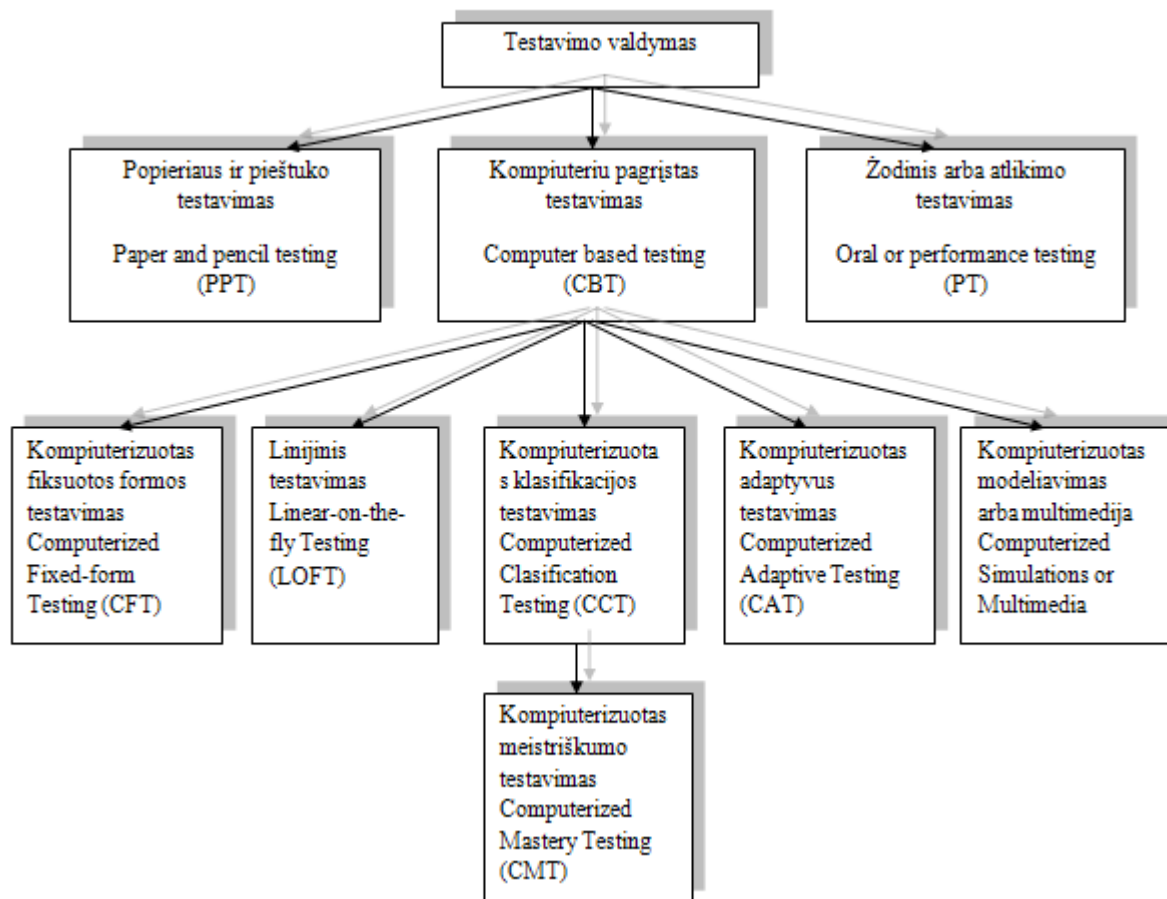 Testavimo valdymas
Popieriaus ir pieštuko
testavimas
Paper and pencil testing
(PPT)
Kompiuteriu pagrįstas
testavimas
Computer based testing
(CBT)
Žodinis arba atlikimo
testavimas
Oral or performance testing
(PT)
Kompiuterizuotas
fiksuotos formos
testavimas
Computerized
Fixed-form
Testing (CFT)
Linijinis
testavimas
Linear-on-the-
fly Testing
(LOFT)
Kompiuterizuota
s klasifikacijos
testavimas
Computerized
Clasification
Testing (CCT)
Kompiuterizuotas
adaptyvus
testavimas
Computerized
Adaptive Testing
(CAT)
Kompiuterizuotas
modeliavimas
arba multimedija
Computerized
Simulations or
Multimedia
Kompiuterizuotas
meistriškumo
testavimas
Computerized
Mastery Testing
(CMT)